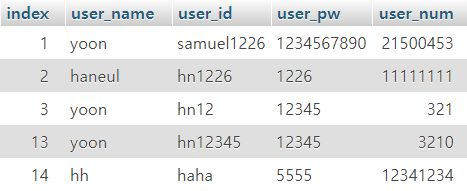 index user_name user_id user_pw user_num
1 yoon samuel1226 1234567890 21500453
2 haneul hn1226 1226 11111111
3 yoon hn12 12345 321
13 yoon hn12345 12345 3210
14 hh haha 5555 12341234